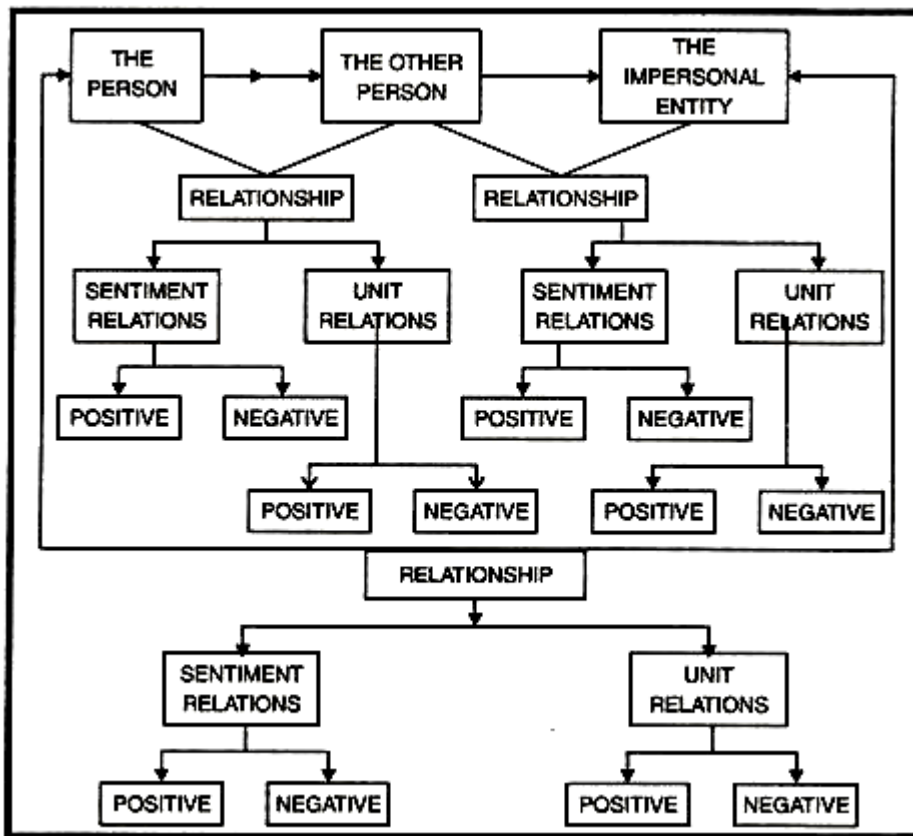 THE
PERSON
THE OTHER
PERSON
THE
IMPERSONAL
ENTITY
RELATIONSHIP
RELATIONSHIP
SENTIMENT
RELATIONS
UNIT
RELATIONS
SENTIMENT
RELATIONS
UNIT
RELATIONS
POSITIVE
NEGATIVE
POSITIVE
NEGATIVE
POSITIVE
NEGATIVE
POSITIVE
NEGATIVE
RELATIONSHIP
SENTIMENT
RELATIONS
UNIT
RELATIONS
POSITIVE
NEGATIVE
POSITIVE
NEGATIVE